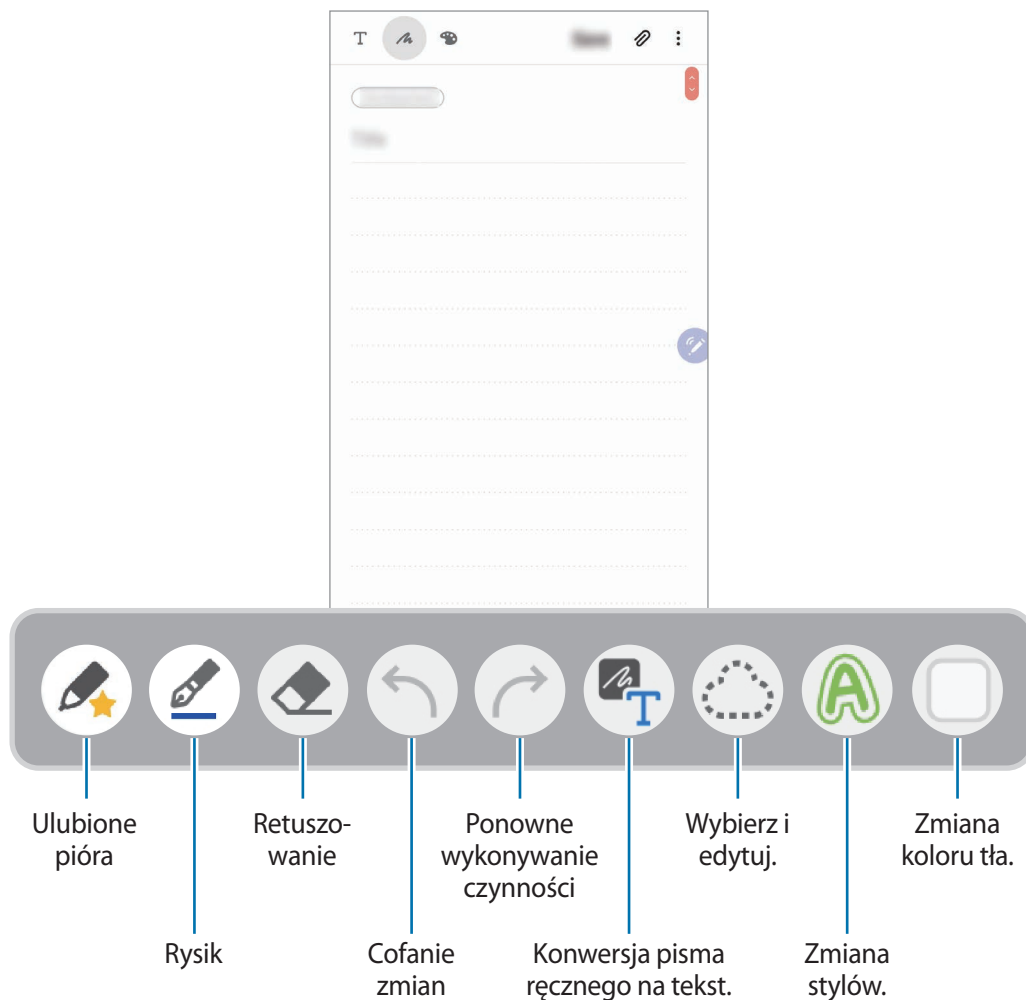 T
Ulubione
pióra
Retuszo-
wanie
Ponowne
wykonywanie
czynności
Wybierz i
edytuj.
Zmiana
koloru tła.
Rysik
Cofanie
zmian
Konwersja pisma
ręcznego na tekst.
Zmiana
stylów.